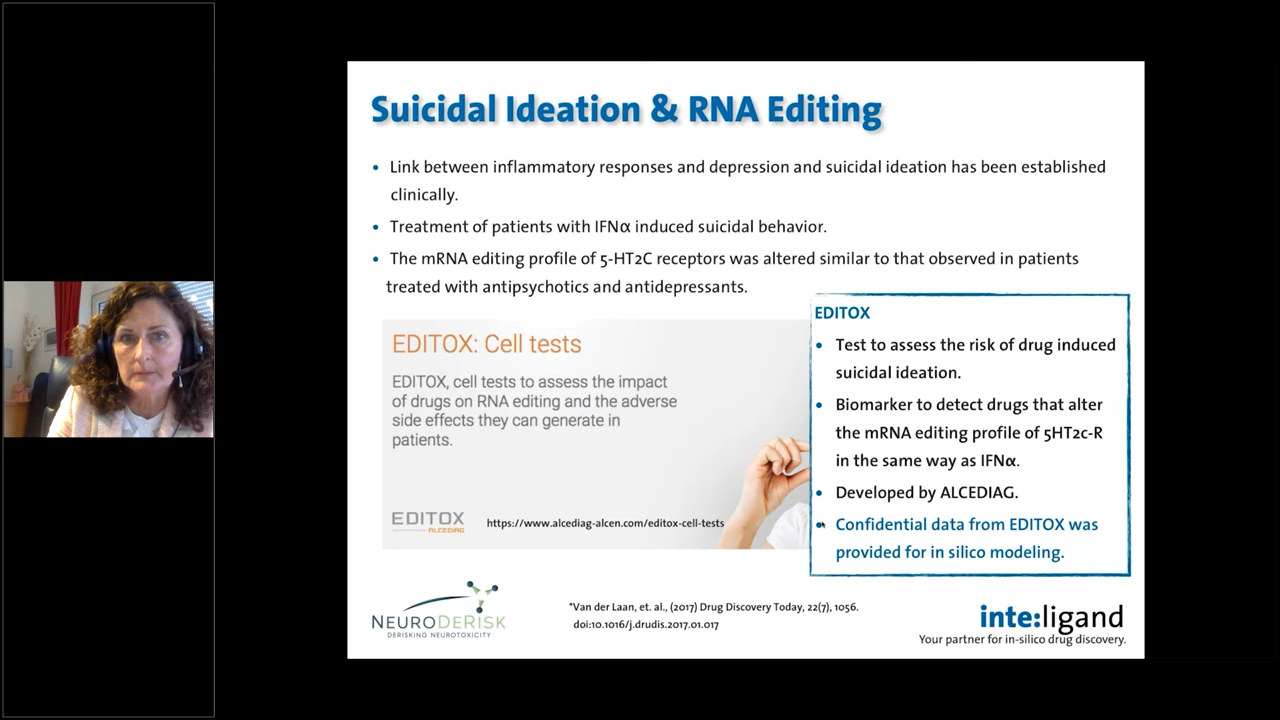 Suicidal Ideation & RNA Editing
• Link between inflammatory responses and depression and suicidal ideation has been established
clinically.
• Treatment of patients with IFNα induced suicidal behavior.
• The mRNA editing profile of 5-HT2C receptors was altered similar to that observed in patients
treated with antipsychotics and antidepressants.
EDITOX: Cell tests
EDITOX, cell tests to assess the impact
of drugs on RNA editing and the adverse
side effects they can generate in
patients.
EDITOX
ALCEDIAG
https://www.alcediag-alcen.com/editox-cell-tests
EDITOX
• Test to assess the risk of drug induced
suicidal ideation.
• Biomarker to detect drugs that alter
the mRNA editing profile of 5HT2c-R
in the same way as IFNα.
• Developed by ALCEDIAG.
• Confidential data from EDITOX was
provided for in silico modeling.
NEURODERISK
DERISKING NEUROTOXICITY
*Van der Laan, et. al., (2017) Drug Discovery Today, 22(7), 1056.
doi:10.1016/j.drudis.2017.01.017
inte:ligand
Your partner for in-silico drug discovery.